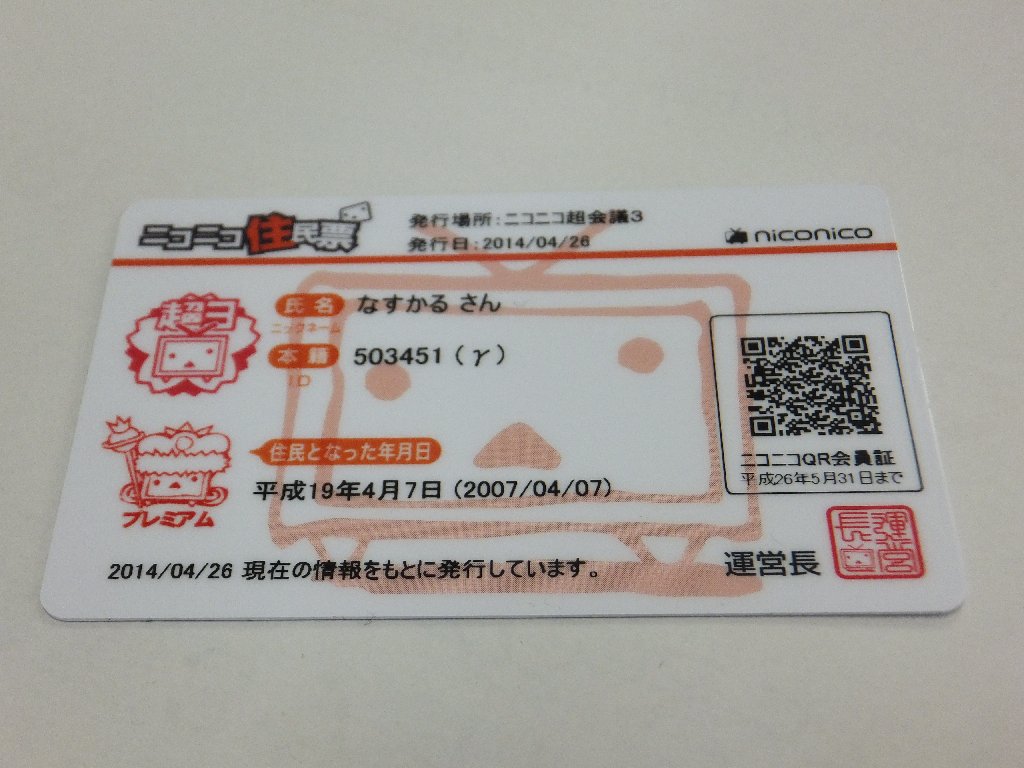 ニコニコ住民票
発行場所:ニコニコ超会議3
発行日:2014/04/26
niconico
超3
氏名 なすかる さん
ニックネーム
本籍 503451(γ)
ID
住民となった年月日
平成19年4月7日 (2007/04/07)
プレミアム
ニコニコQR会員証
平成26年5月31日まで
2014/04/26 現在の情報をもとに発行しています。
運営長
運営長印